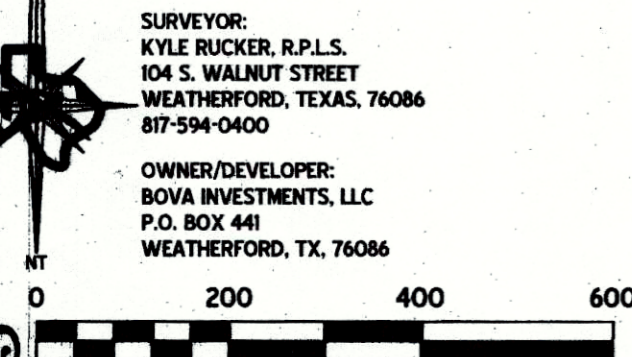 SURVEYOR:
KYLE RUCKER, R.P.L.S.
104 S. WALNUT STREET
WEATHERFORD, TEXAS, 76086
817-594-0400
OWNER/DEVELOPER:
BOVA INVESTMENTS, LLC
P.O. BOX 441
WEATHERFORD, TX, 76086
NT
0 200 400 600